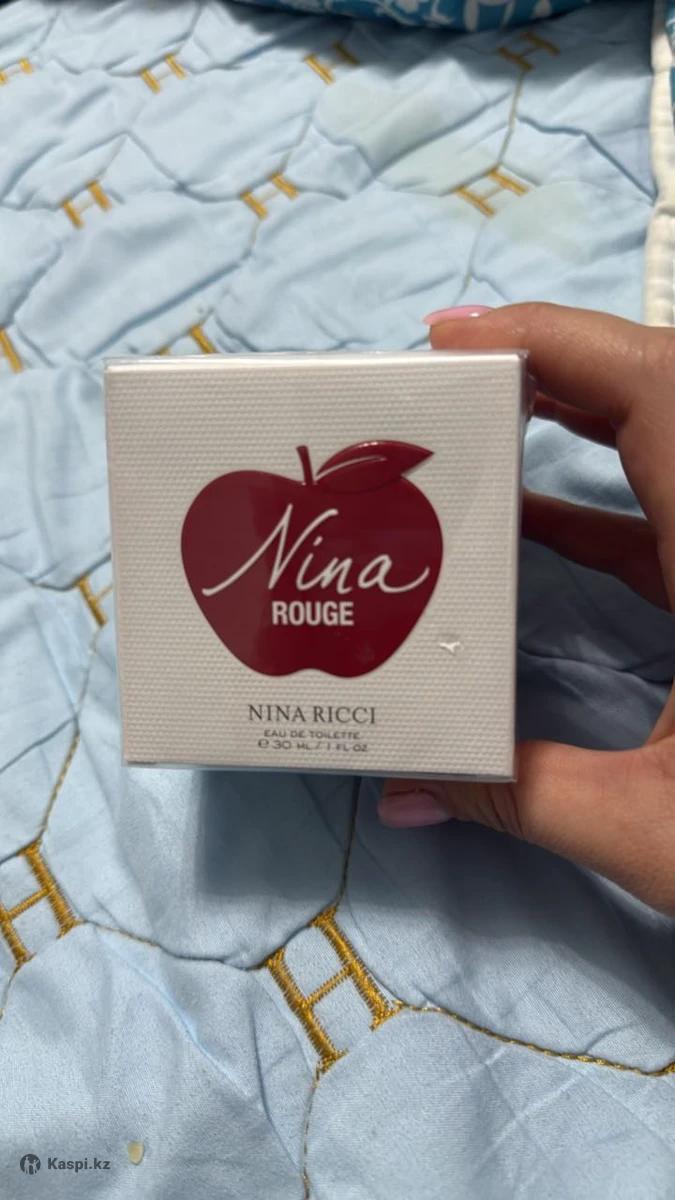 Nina
ROUGE
NINA RICCI
EAU DE TOILETTE
℮ 30 ML / 1 FL·OZ
H
H
H
H
H
H
H
H
H
H
H
H
Kaspi.kz